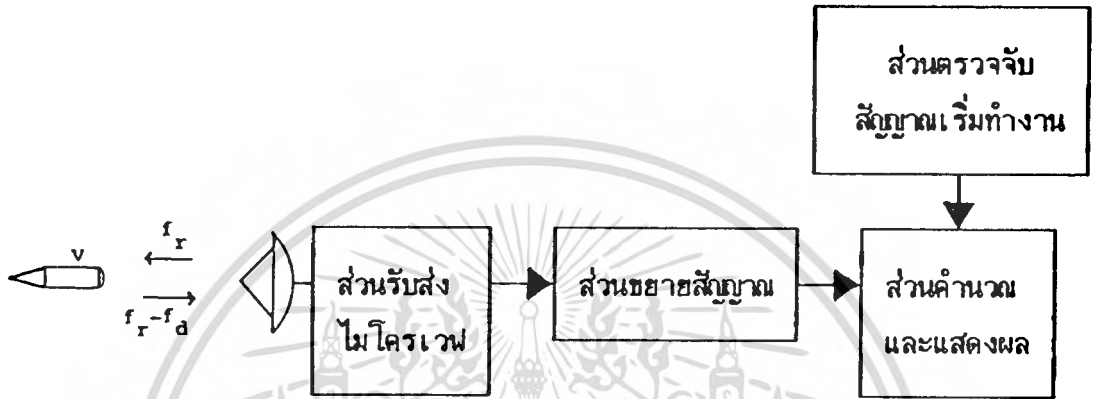 ส่วนตรวจจับ
สัญญาณเริ่มทำงาน
v
f_r
f_r-f_d
ส่วนรับส่ง
ไมโครเวฟ
ส่วนขยายสัญญาณ
ส่วนคำนวณ
และแสดงผล